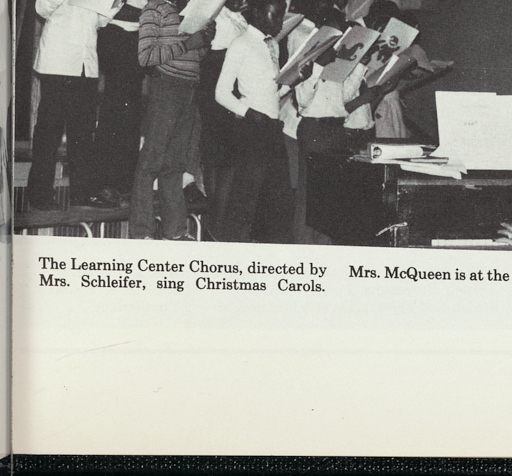 The Learning Center Chorus, directed by
Mrs. Schleifer, sing Christmas Carols.
Mrs. McQueen is at the